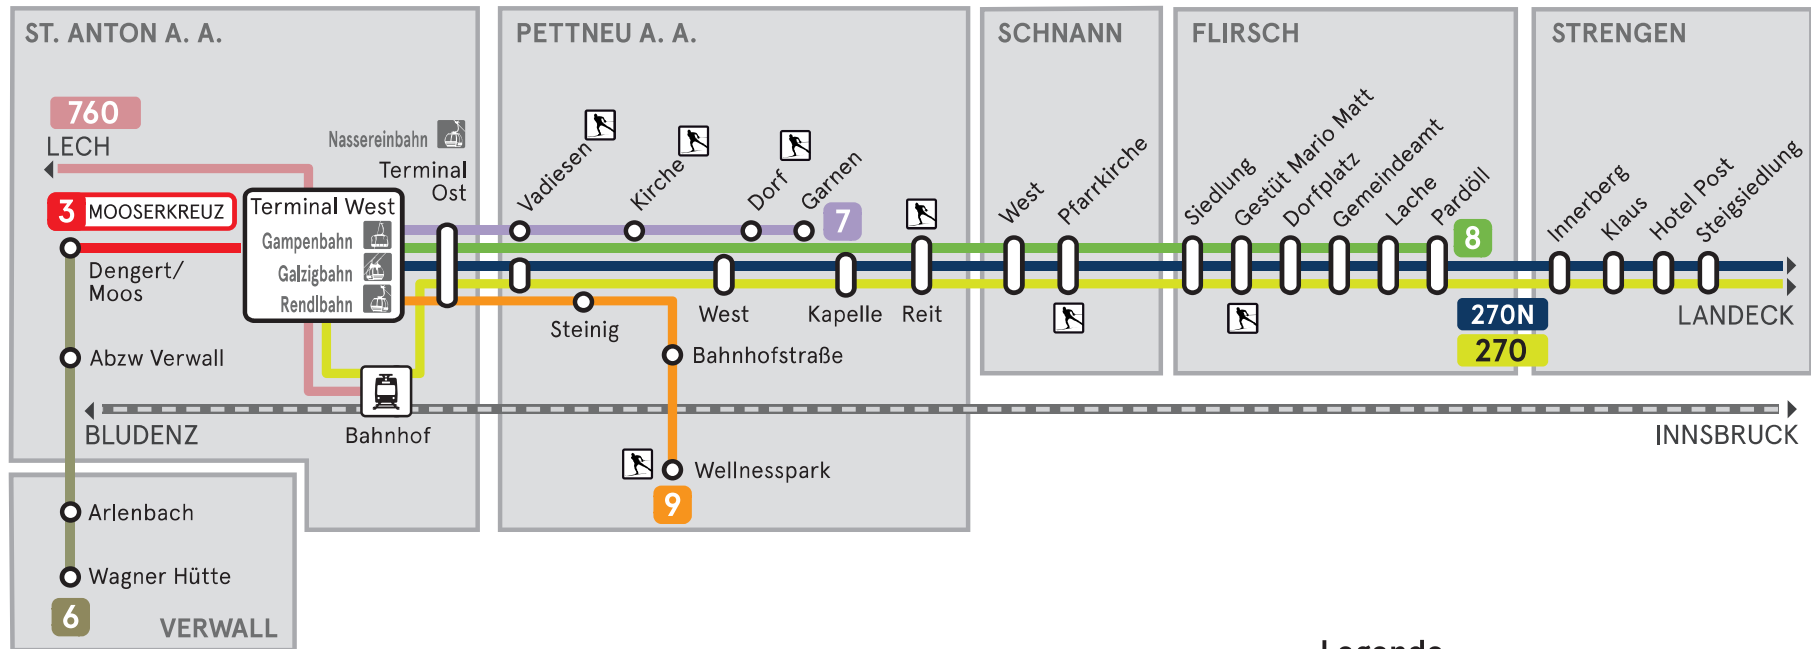 ST. ANTON A. A.
PETTNEU A. A.
SCHNANN
FLIRSCH
STRENGEN
760
LECH
Nassereinbahn
Terminal
Ost
3 MOOSERKREUZ
Terminal West
Gampenbahn
Galzigbahn
Rendlbahn
Dengert/
Moos
Abzw Verwall
Bahnhof
BLUDENZ
Arlenbach
Wagner Hütte
6
VERWALL
Vadiesen
Kirche
Dorf
Garnen
7
Steinig
West
Kapelle
Reit
Bahnhofstraße
Wellnesspark
9
West
Pfarrkirche
Siedlung
Gestüt Mario Matt
Dorfplatz
Gemeindeamt
Lache
Pardöll
8
Innerberg
Klaus
Hotel Post
Steigsiedlung
270N
270
LANDECK
INNSBRUCK
Legende